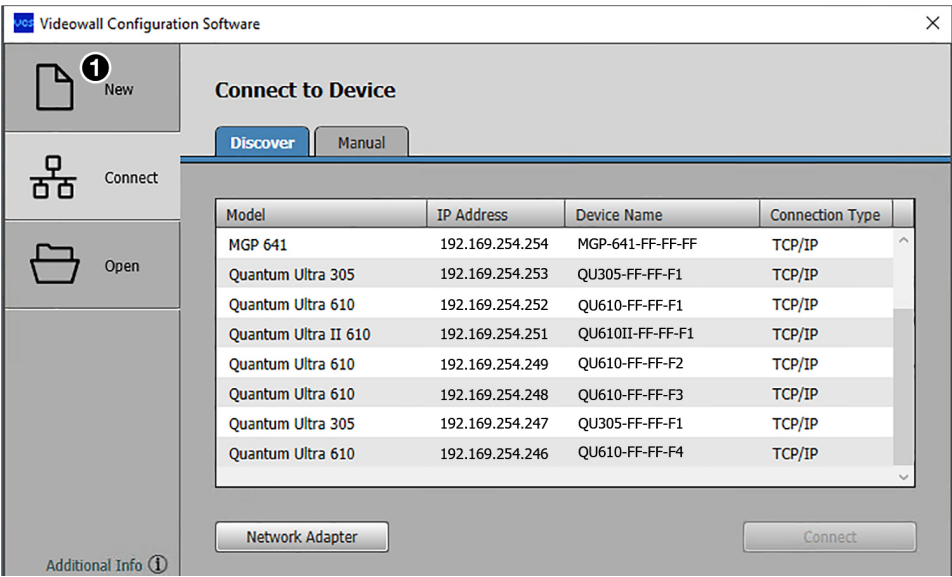 vcs Videowall Configuration Software
1
New
Connect to Device
Discover Manual
Connect
Model IP Address Device Name Connection Type
MGP 641 192.169.254.254 MGP-641-FF-FF-FF TCP/IP
Quantum Ultra 305 192.169.254.253 QU305-FF-FF-F1 TCP/IP
Open
Quantum Ultra 610 192.169.254.252 QU610-FF-FF-F1 TCP/IP
Quantum Ultra II 610 192.169.254.251 QU610II-FF-FF-F1 TCP/IP
Quantum Ultra 610 192.169.254.249 QU610-FF-FF-F2 TCP/IP
Quantum Ultra 610 192.169.254.248 QU610-FF-FF-F3 TCP/IP
Quantum Ultra 305 192.169.254.247 QU305-FF-FF-F1 TCP/IP
Quantum Ultra 610 192.169.254.246 QU610-FF-FF-F4 TCP/IP
Network Adapter Connect
Additional Info